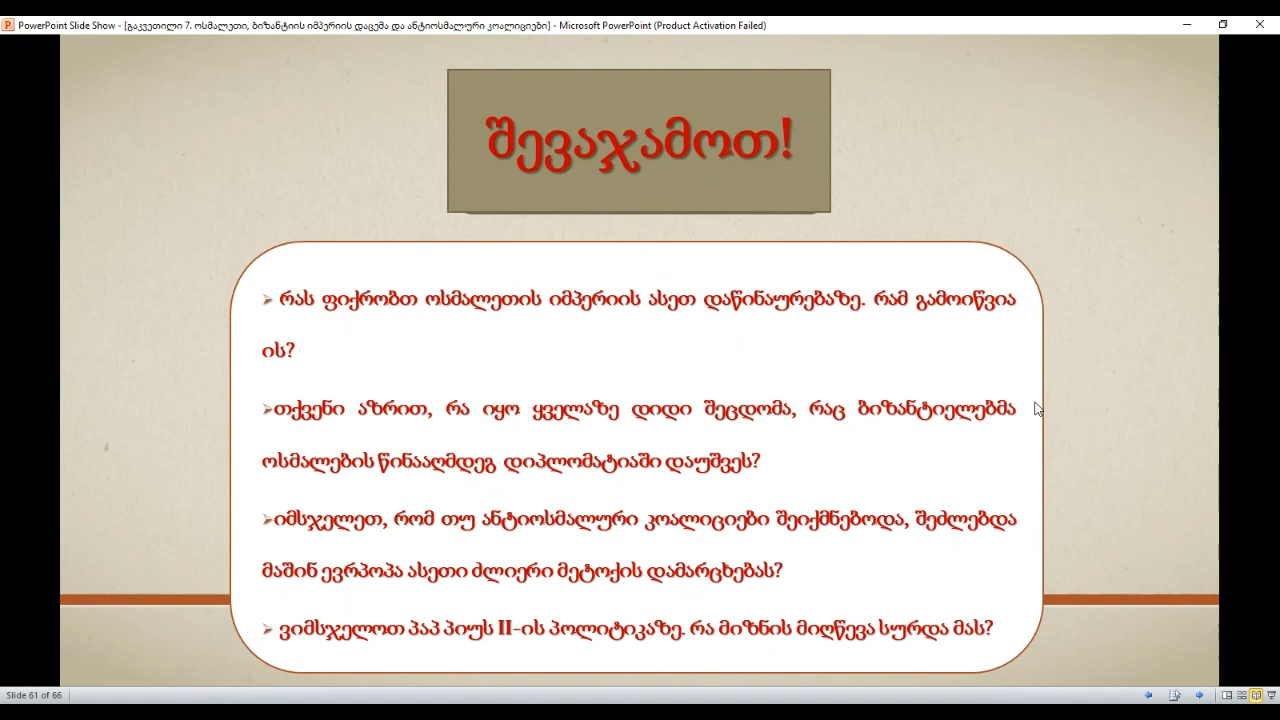 PowerPoint Slide Show - [გაკვეთილი 7. ოსმალეთი, ბიზანტიის იმპერიის დაცემა და ანტიოსმალური კოალიციები] - Microsoft PowerPoint (Product Activation Failed)
შევაჯამოთ!
რას ფიქრობთ ოსმალეთის იმპერიის ასეთ დაწინაურებაზე. რამ გამოიწვია
ის?
თქვენი აზრით, რა იყო ყველაზე დიდი შეცდომა, რაც ბიზანტიელებმა
ოსმალების წინააღმდეგ დიპლომატიაში დაუშვეს?
იმსჯელეთ, რომ თუ ანტიოსმალური კოალიციები შეიქმნებოდა, შეძლებდა
მაშინ ევრპოპა ასეთი ძლიერი მეტოქის დამარცხებას?
ვიმსჯელოთ პაპ პიუს II-ის პოლიტიკაზე. რა მიზნის მიღწევა სურდა მას?
Slide 61 of 66